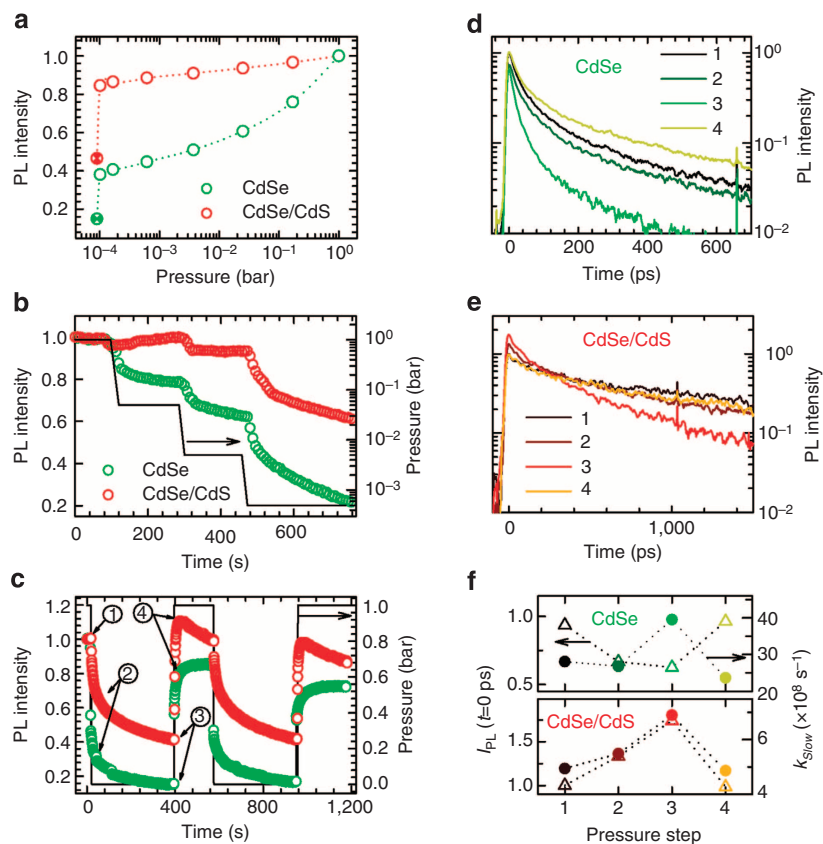 a
1.0
0.8
0.6
0.4
0.2
PL intensity
CdSe
CdSe/CdS
10⁻⁴ 10⁻³ 10⁻² 10⁻¹ 10⁰
Pressure (bar)
b
1.0
0.8
0.6
0.4
0.2
PL intensity
CdSe
CdSe/CdS
10⁰
10⁻¹
10⁻²
10⁻³
Pressure (bar)
0 200 400 600
Time (s)
c
1.2
1.0
0.8
0.6
0.4
0.2
PL intensity
① ④ ② ③
1.0
0.8
0.6
0.4
0.2
0.0
Pressure (bar)
0 200 400 600 800 1,000 1,200
Time (s)
d
CdSe
1
2
3
4
10⁰
10⁻¹
10⁻²
PL intensity
0 200 400 600
Time (ps)
e
CdSe/CdS
1
2
3
4
10⁰
10⁻¹
10⁻²
PL intensity
0 1,000
Time (ps)
f
CdSe
1.0
0.5
40
30
20
CdSe/CdS
1.5
1.0
8
6
4
I_PL (t=0 ps)
k_Slow (×10⁸ s⁻¹)
1 2 3 4
Pressure step